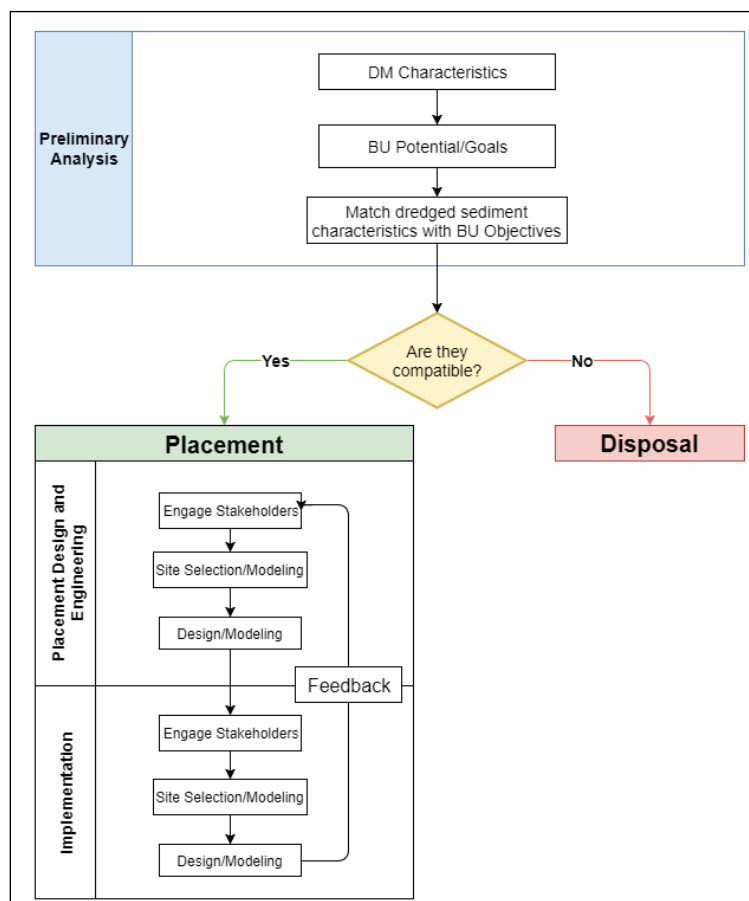 DM Characteristics
Preliminary
Analysis
BU Potential/Goals
Match dredged sediment
characteristics with BU Objectives
Are they
compatible?
Yes
No
Placement
Disposal
Placement Design and
Engineering
Engage Stakeholders
Site Selection/Modeling
Design/Modeling
Feedback
Implementation
Engage Stakeholders
Site Selection/Modeling
Design/Modeling